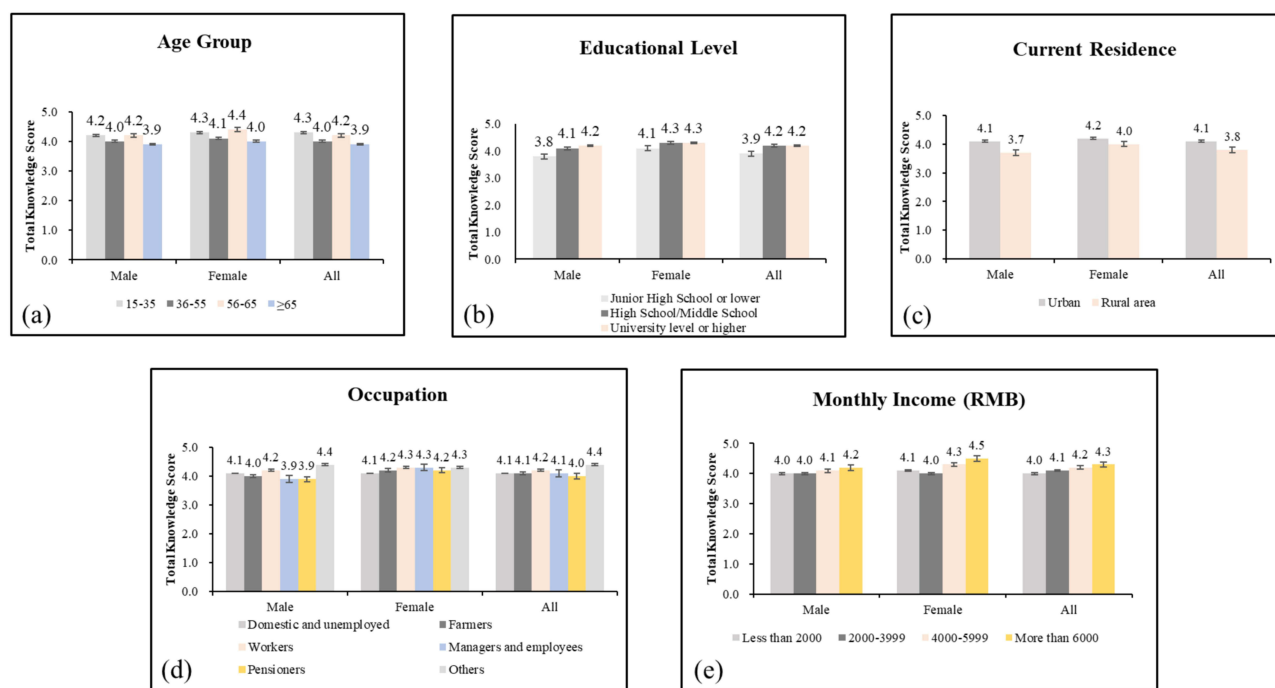 Age Group
Total Knowledge Score
5.0
4.0
3.0
2.0
1.0
0.0
4.2 4.0 4.2 3.9
4.3 4.1 4.4 4.0
4.3 4.0 4.2 3.9
Male Female All
15-35 36-55 56-65 ≥65
(a)
Educational Level
Total Knowledge Score
5.0
4.0
3.0
2.0
1.0
0.0
3.8 4.1 4.2
4.1 4.3 4.3
3.9 4.2 4.2
Male Female All
Junior High School or lower
High School/Middle School
University level or higher
(b)
Current Residence
Total Knowledge Score
5.0
4.0
3.0
2.0
1.0
0.0
4.1 3.7
4.2 4.0
4.1 3.8
Male Female All
Urban Rural area
(c)
Occupation
Total Knowledge Score
5.0
4.0
3.0
2.0
1.0
0.0
4.1 4.0 4.2 3.9 3.9 4.4
4.1 4.2 4.3 4.3 4.2 4.3
4.1 4.1 4.2 4.1 4.0 4.4
Male Female All
Domestic and unemployed Farmers
Workers Managers and employees
Pensioners Others
(d)
Monthly Income (RMB)
Total Knowledge Score
5.0
4.0
3.0
2.0
1.0
0.0
4.0 4.0 4.1 4.2
4.1 4.0 4.3 4.5
4.0 4.1 4.2 4.3
Male Female All
Less than 2000 2000-3999 4000-5999 More than 6000
(e)